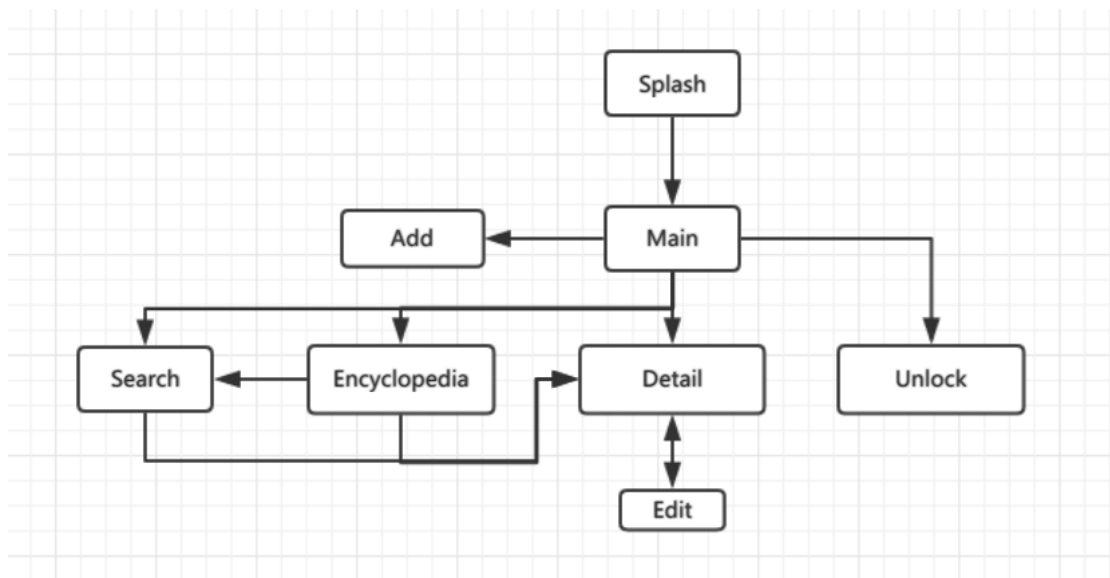 Splash
Add
Main
Search
Encyclopedia
Detail
Unlock
Edit